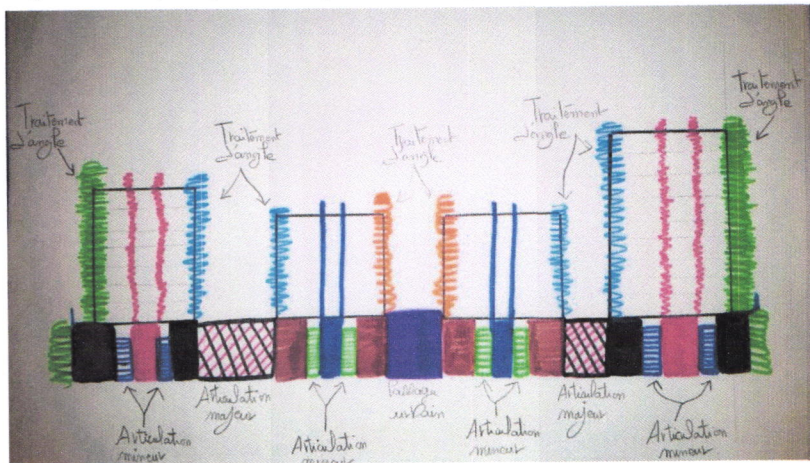 Traitement
d'angle
Traitement
d'angle
Traitement
d'angle
Traitement
d'angle
Traitement
d'angle
Articulation
mineur
Articulation
majeur
Articulation
mineur
Passage
urbain
Articulation
mineur
Articulation
majeur
Articulation
mineur